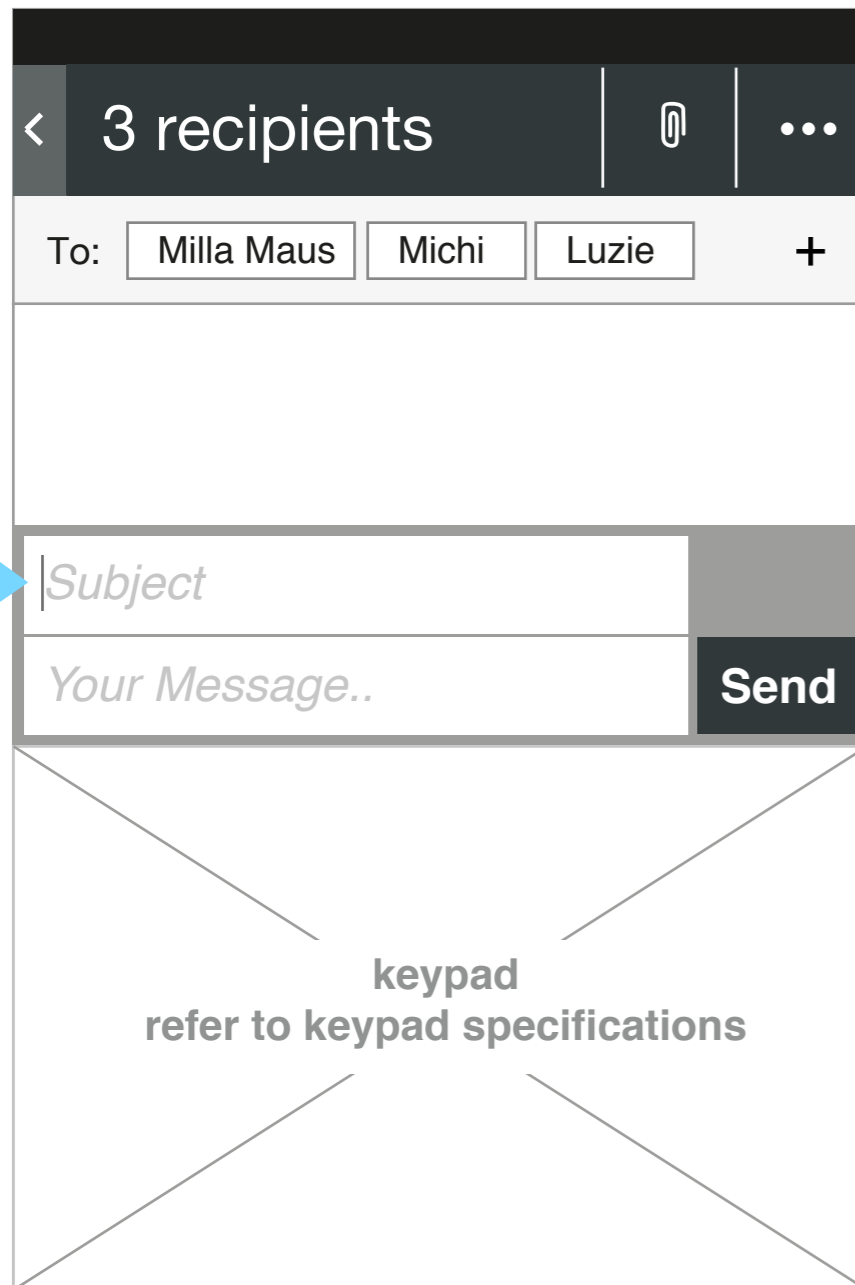 3 recipients
To: Milla Maus Michi Luzie +
Subject
Your Message..
Send
keypad
refer to keypad specifications